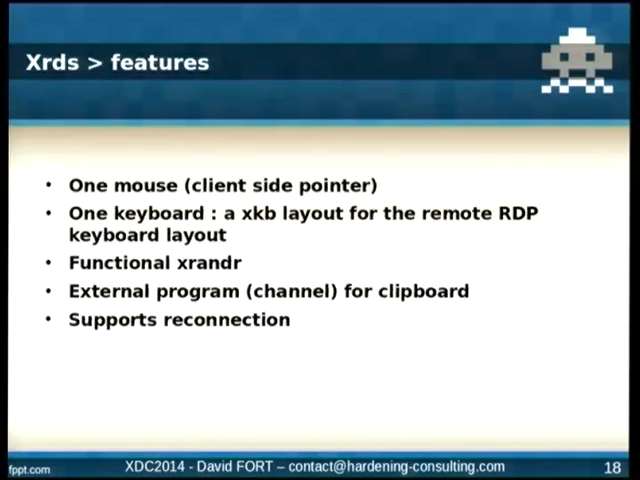 Xrds > features
• One mouse (client side pointer)
• One keyboard : a xkb layout for the remote RDP
keyboard layout
• Functional xrandr
• External program (channel) for clipboard
• Supports reconnection
fppt.com
XDC2014 - David FORT – contact@hardening-consulting.com
18